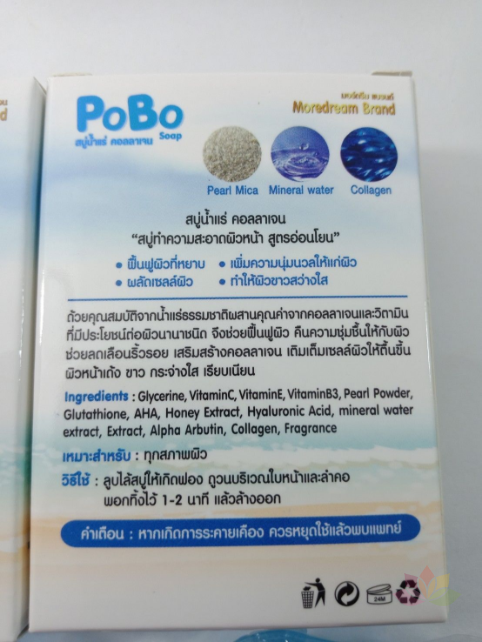 PoBo
Soap
สบู่น้ำแร่ คอลลาเจน
มอร์ดรีม แบรนด์
Moredream Brand
Pearl Mica Mineral water Collagen
สบู่น้ำแร่ คอลลาเจน
“สบู่ทำความสะอาดผิวหน้า สูตรอ่อนโยน”
• ฟื้นฟูผิวที่หยาบ • เพิ่มความนุ่มนวลให้แก่ผิว
• ผลัดเซลล์ผิว • ทำให้ผิวขาวสว่างใส
ด้วยคุณสมบัติจากน้ำแร่ธรรมชาติผสานคุณค่าจากคอลลาเจนและวิตามิน
ที่มีประโยชน์ต่อผิวนานาชนิด จึงช่วยฟื้นฟูผิว คืนความชุ่มชื้นให้กับผิว
ช่วยลดเลือนริ้วรอย เสริมสร้างคอลลาเจน เติมเต็มเซลล์ผิวให้ตื้นขึ้น
ผิวหน้าเด้ง ขาว กระจ่างใส เรียบเนียน
Ingredients : Glycerine, VitaminC, VitaminE, VitaminB3, Pearl Powder,
Glutathione, AHA, Honey Extract, Hyaluronic Acid, mineral water
extract, Extract, Alpha Arbutin, Collagen, Fragrance
เหมาะสำหรับ : ทุกสภาพผิว
วิธีใช้ : ลูบไล้สบู่ให้เกิดฟอง ถูวนบริเวณใบหน้าและลำคอ
พอกทิ้งไว้ 1-2 นาที แล้วล้างออก
คำเตือน : หากเกิดการระคายเคือง ควรหยุดใช้แล้วพบแพทย์
24M